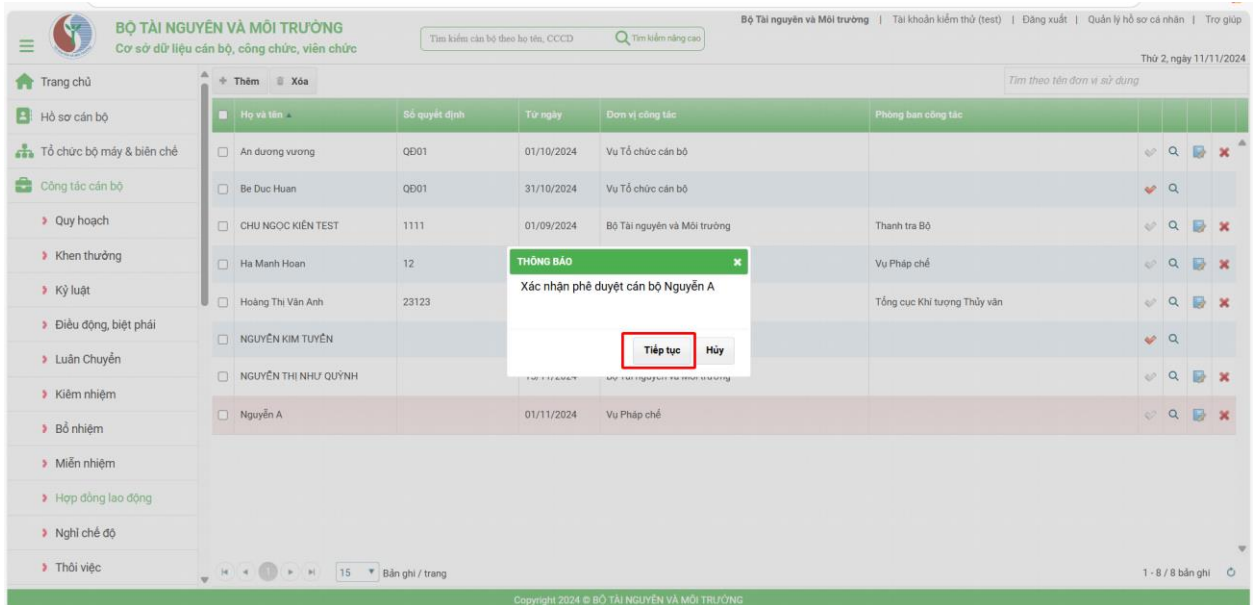 Bộ Tài nguyên và Môi trường | Tài khoản kiểm thử (test) | Đăng xuất | Quản lý hồ sơ cá nhân | Trợ giúp
BỘ TÀI NGUYÊN VÀ MÔI TRƯỜNG
Cơ sở dữ liệu cán bộ, công chức, viên chức
Tìm kiếm cán bộ theo họ tên, CCCD Tìm kiếm nâng cao
Thứ 2, ngày 11/11/2024
Trang chủ
Hồ sơ cán bộ
Tổ chức bộ máy & biên chế
Công tác cán bộ
Quy hoạch
Khen thưởng
Kỷ luật
Điều động, biệt phái
Luân Chuyển
Kiêm nhiệm
Bổ nhiệm
Miễn nhiệm
Hợp đồng lao động
Nghỉ chế độ
Thôi việc
Thêm Xóa Tìm theo tên đơn vị sử dụng
Họ và tên Số quyết định Từ ngày Đơn vị công tác Phòng ban công tác
An dương vương QĐ01 01/10/2024 Vụ Tổ chức cán bộ
Be Duc Huan QĐ01 31/10/2024 Vụ Tổ chức cán bộ
CHU NGỌC KIÊN TEST 1111 01/09/2024 Bộ Tài nguyên và Môi trường Thanh tra Bộ
Ha Manh Hoan 12 Vụ Pháp chế
Hoàng Thị Vân Anh 23123 Tổng cục Khí tượng Thủy văn
NGUYỄN KIM TUYẾN
NGUYỄN THỊ NHƯ QUỲNH Bộ Tài nguyên và Môi trường
Nguyễn A 01/11/2024 Vụ Pháp chế
THÔNG BÁO
Xác nhận phê duyệt cán bộ Nguyễn A
Tiếp tục Hủy
1 15 Bản ghi / trang 1 - 8 / 8 bản ghi
Copyright 2024 © BỘ TÀI NGUYÊN VÀ MÔI TRƯỜNG